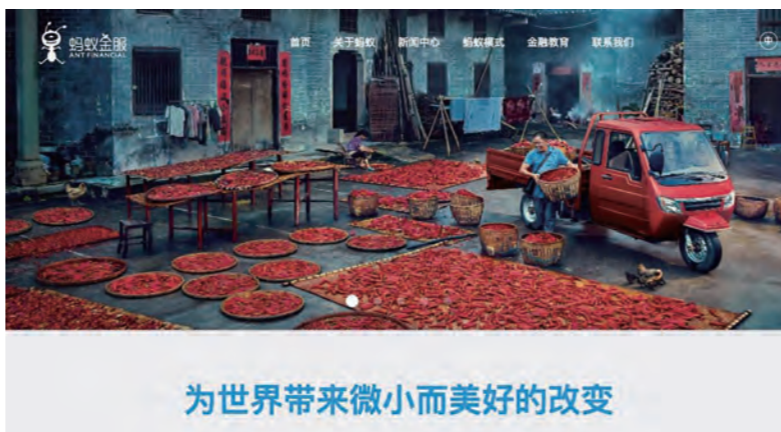 蚂蚁金服
ANT FINANCIAL
首页 关于蚂蚁 新闻中心 蚂蚁模式 金融教育 联系我们
中
为世界带来微小而美好的改变